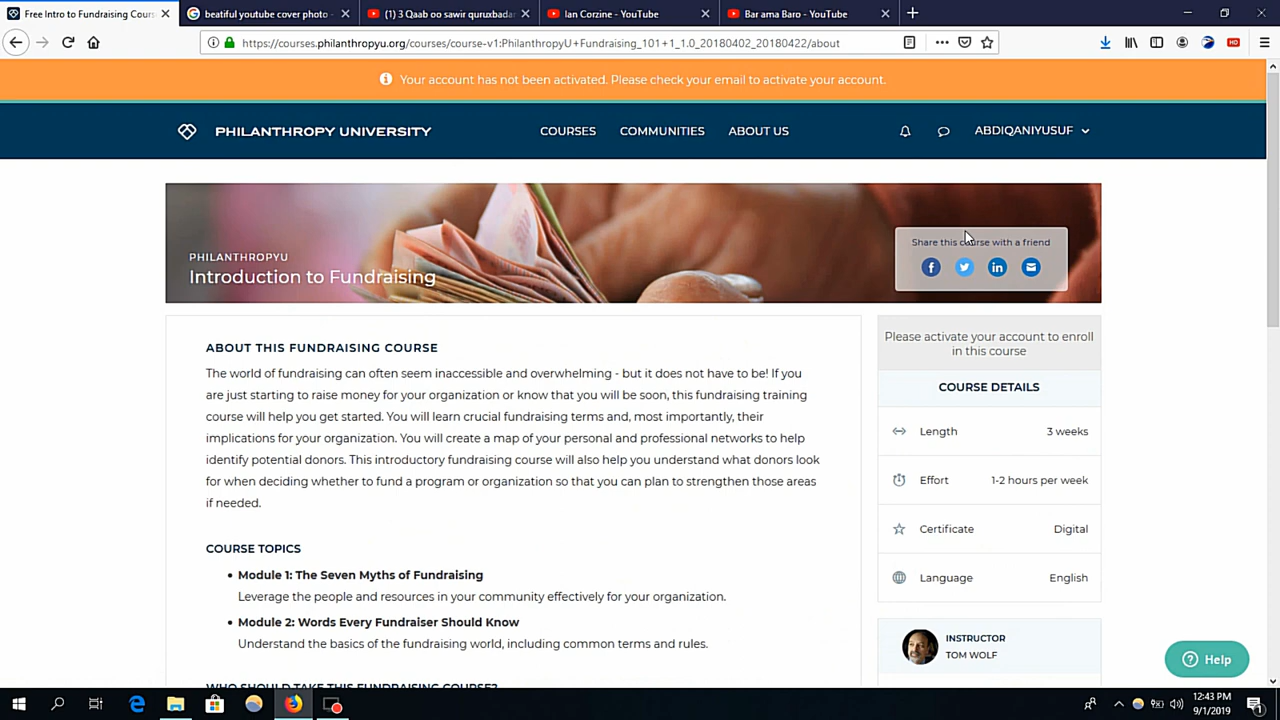 Free Intro to Fundraising Cours
beatiful youtube cover photo -
(1) 3 Qaab oo sawir quruxbadan
Ian Corzine - YouTube
Bar ama Baro - YouTube
https://courses.philanthropyu.org/courses/course-v1:PhilanthropyU+Fundraising_101+1_1.0_20180402_20180422/about
HD
Your account has not been activated. Please check your email to activate your account.
PHILANTHROPY UNIVERSITY
COURSES
COMMUNITIES
ABOUT US
ABDIQANIYUSUF
PHILANTHROPYU
Introduction to Fundraising
Share this course with a friend
ABOUT THIS FUNDRAISING COURSE
The world of fundraising can often seem inaccessible and overwhelming - but it does not have to be! If you
are just starting to raise money for your organization or know that you will be soon, this fundraising training
course will help you get started. You will learn crucial fundraising terms and, most importantly, their
implications for your organization. You will create a map of your personal and professional networks to help
identify potential donors. This introductory fundraising course will also help you understand what donors look
for when deciding whether to fund a program or organization so that you can plan to strengthen those areas
if needed.
COURSE TOPICS
• Module 1: The Seven Myths of Fundraising
Leverage the people and resources in your community effectively for your organization.
• Module 2: Words Every Fundraiser Should Know
Understand the basics of the fundraising world, including common terms and rules.
WHO SHOULD TAKE THIS FUNDRAISING COURSE?
Please activate your account to enroll
in this course
COURSE DETAILS
Length 3 weeks
Effort 1-2 hours per week
Certificate Digital
Language English
INSTRUCTOR
TOM WOLF
Help
12:43 PM
9/1/2019